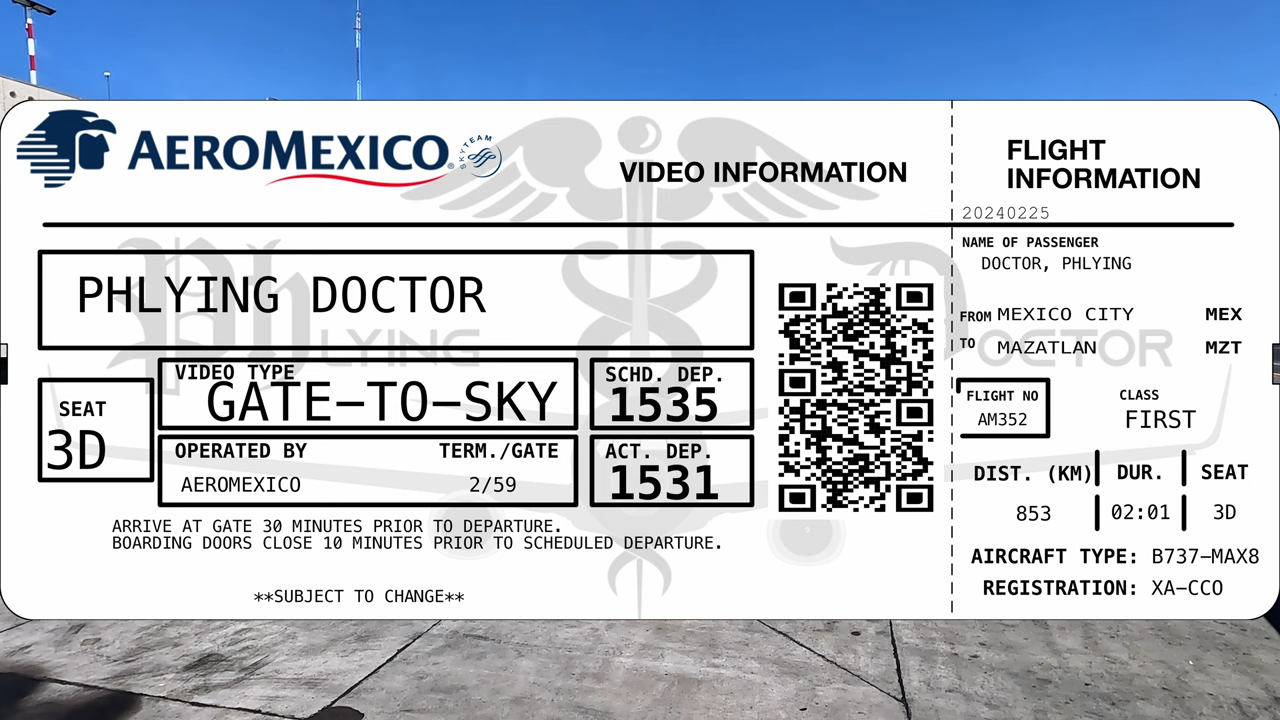 AEROMEXICO
SKYTEAM
VIDEO INFORMATION
PHLYING DOCTOR
PHLYING DOCTOR
SEAT
3D
VIDEO TYPE
GATE-TO-SKY
SCHD. DEP.
1535
OPERATED BY TERM./GATE
AEROMEXICO 2/59
ACT. DEP.
1531
ARRIVE AT GATE 30 MINUTES PRIOR TO DEPARTURE.
BOARDING DOORS CLOSE 10 MINUTES PRIOR TO SCHEDULED DEPARTURE.
**SUBJECT TO CHANGE**
FLIGHT
INFORMATION
20240225
NAME OF PASSENGER
DOCTOR, PHLYING
FROM MEXICO CITY MEX
TO MAZATLAN MZT
FLIGHT NO CLASS
AM352 FIRST
DIST. (KM) DUR. SEAT
853 02:01 3D
AIRCRAFT TYPE: B737-MAX8
REGISTRATION: XA-CCO